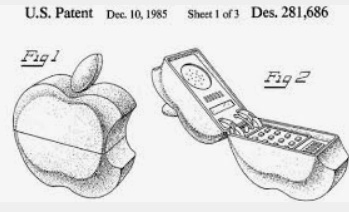 U.S. Patent Dec. 10, 1985 Sheet 1 of 3 Des. 281,686
Fig 1
Fig 2